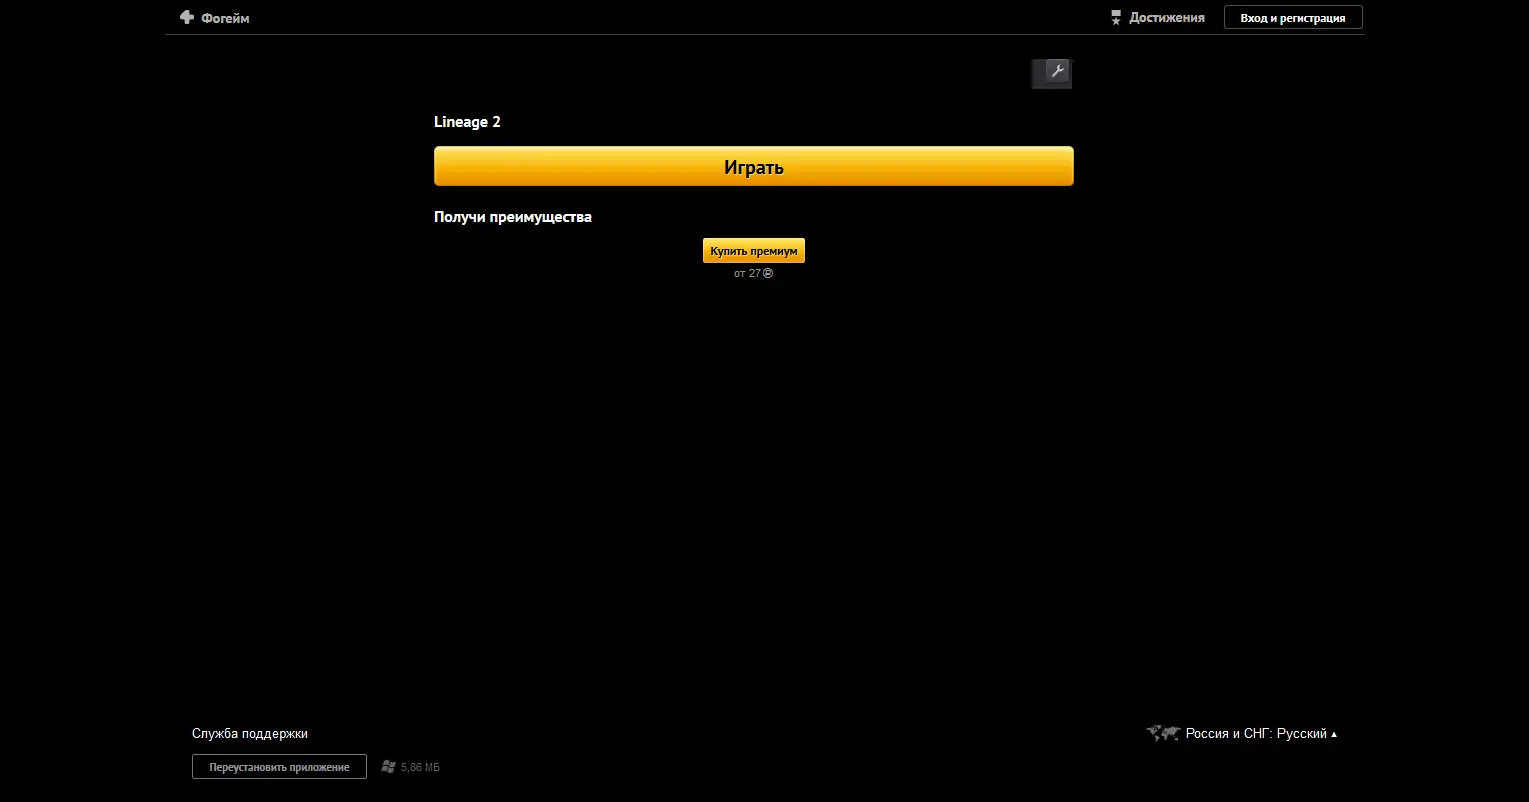 Фогейм
Достижения
Вход и регистрация
Lineage 2
Играть
Получи преимущества
Купить премиум
от 27
Служба поддержки
Россия и СНГ: Русский ▴
Переустановить приложение
5,86 МБ